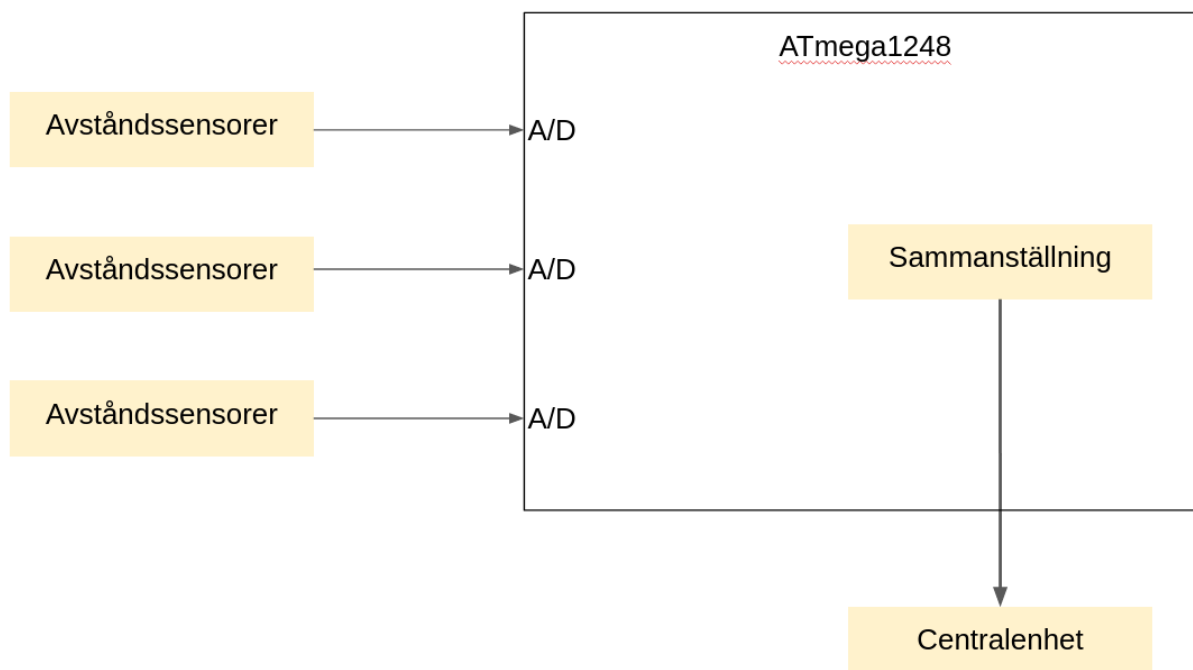 ATmega1248
Avståndssensorer
A/D
Avståndssensorer
A/D
Sammanställning
Avståndssensorer
A/D
Centralenhet